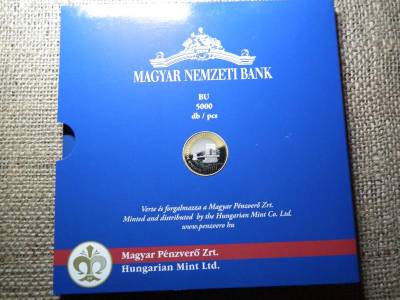 MAGYAR NEMZETI BANK
BU
5000
db / pcs
Verte és forgalmazza a Magyar Pénzverő Zrt.
Minted and distributed by the Hungarian Mint Co. Ltd.
www.penzvero.hu
Magyar Pénzverő Zrt.
Hungarian Mint Ltd.